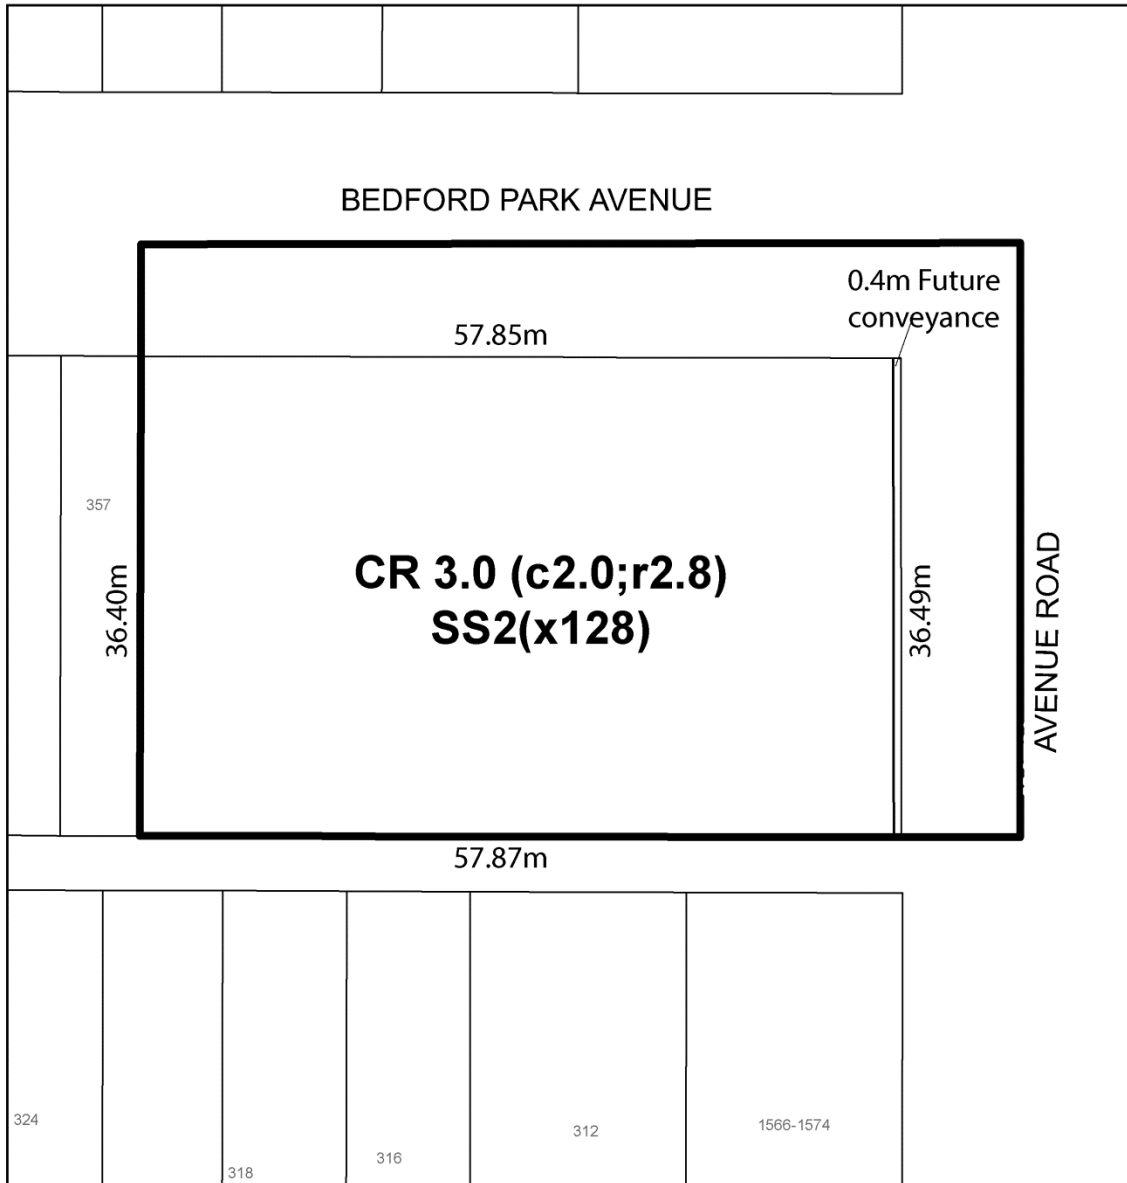 BEDFORD PARK AVENUE
0.4m Future
conveyance
57.85m
357
CR 3.0 (c2.0;r2.8)
SS2(x128)
36.40m
36.49m
AVENUE ROAD
57.87m
324
318
316
312
1566-1574